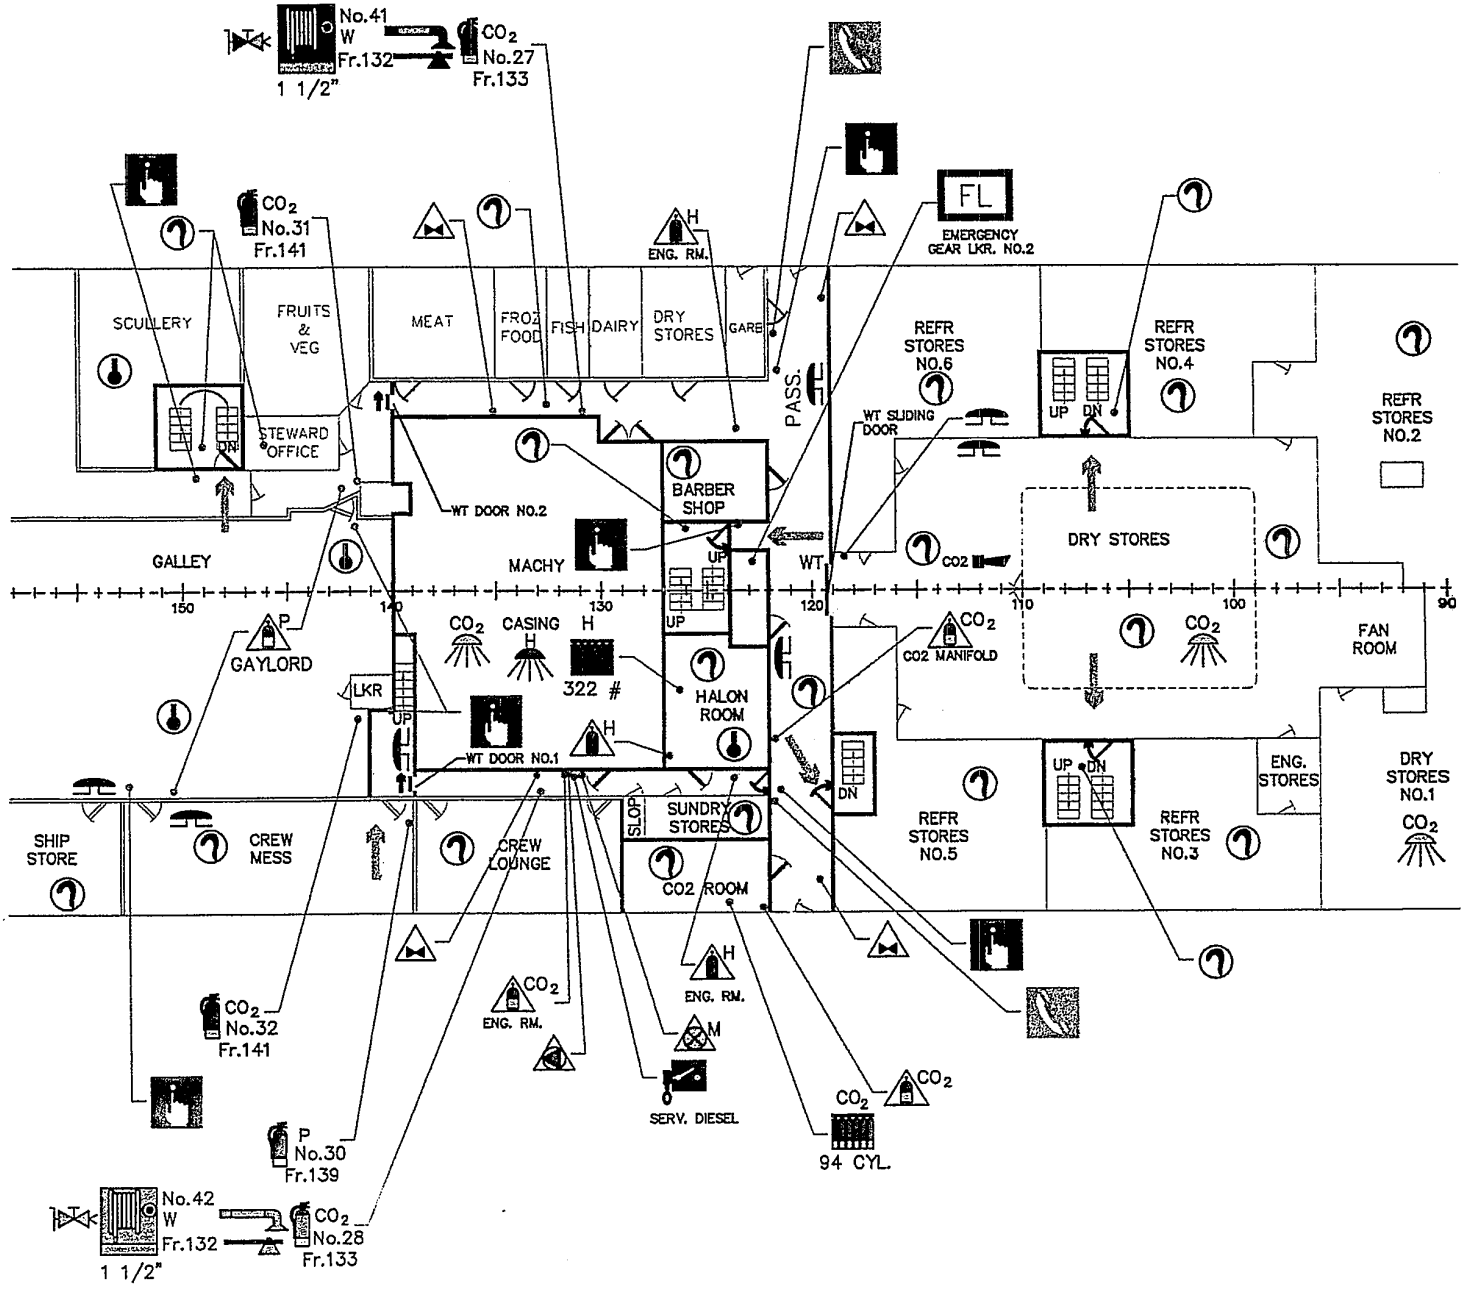 No.41
W
Fr.132
1 1/2"
CO2
No.27
Fr.133
CO2
No.31
Fr.141
H
ENG. RM.
FL
EMERGENCY
GEAR LKR. NO.2
SCULLERY
FRUITS
&
VEG
MEAT
FROZ
FOOD
FISH
DAIRY
DRY
STORES
GARB
PASS.
REFR
STORES
NO.6
REFR
STORES
NO.4
REFR
STORES
NO.2
UP
DN
WT SLIDING
DOOR
DN
STEWARD
OFFICE
BARBER
SHOP
WT DOOR NO.2
GALLEY
MACHY
UP
WT
CO2
DRY STORES
150
140
130
120
110
100
90
P
GAYLORD
CO2
CASING
H
H
322 #
UP
CO2
CO2 MANIFOLD
CO2
FAN
ROOM
LKR
UP
HALON
ROOM
H
WT DOOR NO.1
DN
UP
DN
ENG.
STORES
DRY
STORES
NO.1
CO2
SHIP
STORE
CREW
MESS
CREW
LOUNGE
SLOP
SUNDRY
STORES
CO2 ROOM
REFR
STORES
NO.5
REFR
STORES
NO.3
CO2
No.32
Fr.141
CO2
ENG. RM.
H
ENG. RM.
M
SERV. DIESEL
CO2
94 CYL.
CO2
P
No.30
Fr.139
No.42
W
Fr.132
1 1/2"
CO2
No.28
Fr.133